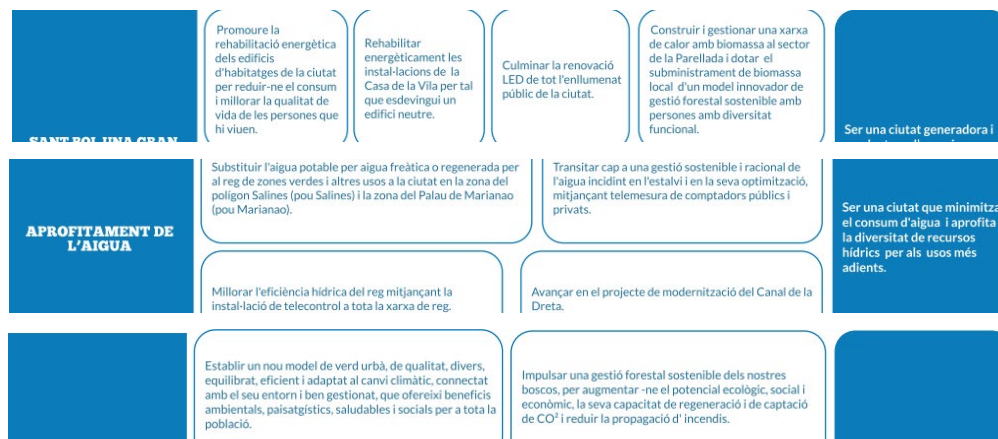 Promoure la
rehabilitació energètica
dels edificis
d'habitatges de la ciutat
per reduir-ne el consum
i millorar la qualitat de
vida de les persones que
hi viuen.
Rehabilitar
energèticament les
instal·lacions de la
Casa de la Vila per tal
que esdevingui un
edifici neutre.
Culminar la renovació
LED de tot l'enllumenat
públic de la ciutat.
Construir i gestionar una xarxa
de calor amb biomassa al sector
de la Parellada i dotar el
subministrament de biomassa
local d'un model innovador de
gestió forestal sostenible amb
persones amb diversitat
funcional.
SANT BOI, UNA GRAN
Ser una ciutat generadora i
APROFITAMENT DE
L'AIGUA
Substituir l'aigua potable per aigua freàtica o regenerada per
al reg de zones verdes i altres usos a la ciutat en la zona del
polígon Salines (pou Salines) i la zona del Palau de Marianao
(pou Marianao).
Transitar cap a una gestió sostenible i racional de
l'aigua incidint en l'estalvi i en la seva optimització,
mitjançant telemesura de comptadors públics i
privats.
Millorar l'eficiència hídrica del reg mitjançant la
instal·lació de telecontrol a tota la xarxa de reg.
Avançar en el projecte de modernització del Canal de la
Dreta.
Ser una ciutat que minimitza
el consum d'aigua i aprofita
la diversitat de recursos
hídrics per als usos més
adients.
Establir un nou model de verd urbà, de qualitat, divers,
equilibrat, eficient i adaptat al canvi climàtic, connectat
amb el seu entorn i ben gestionat, que ofereixi beneficis
ambientals, paisatgístics, saludables i socials per a tota la
població.
Impulsar una gestió forestal sostenible dels nostres
boscos, per augmentar -ne el potencial ecològic, social i
econòmic, la seva capacitat de regeneració i de captació
de CO² i reduir la propagació d' incendis.